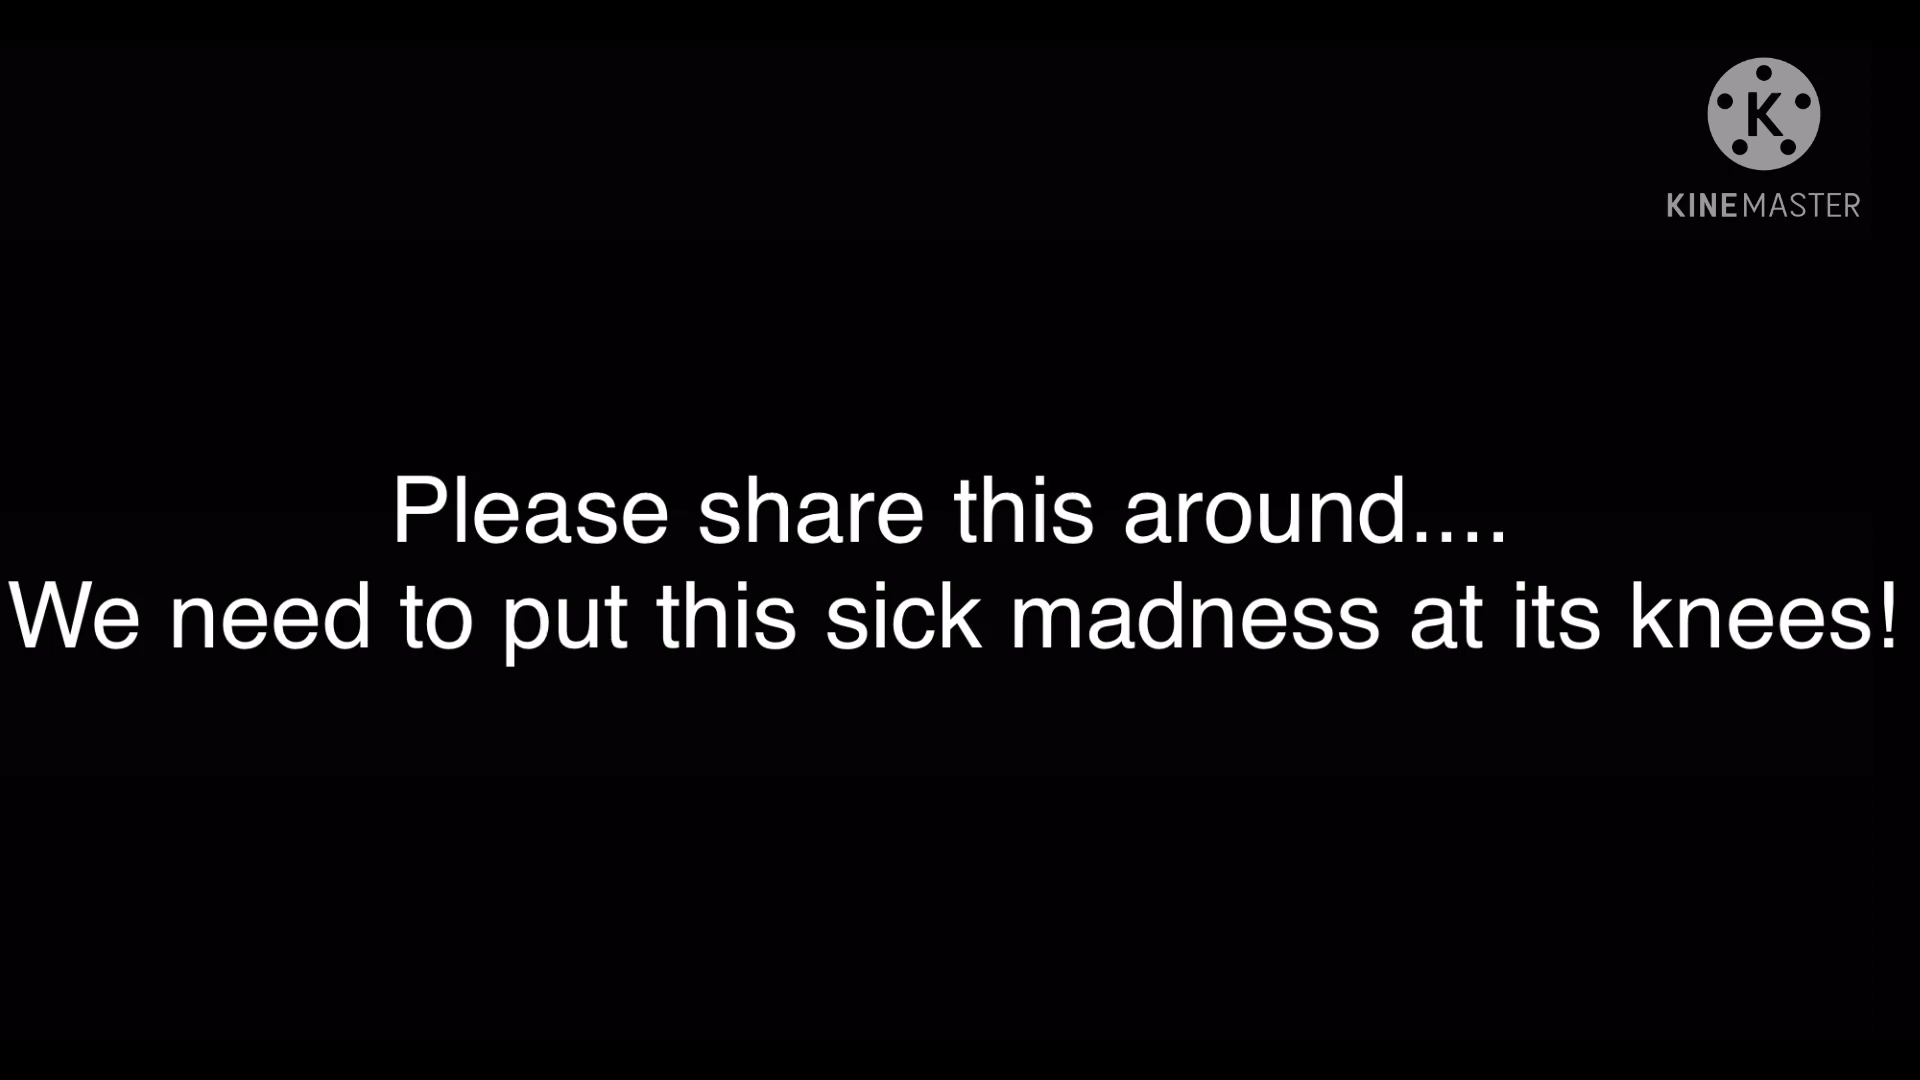 K
KINEMASTER
Please share this around....
We need to put this sick madness at its knees!